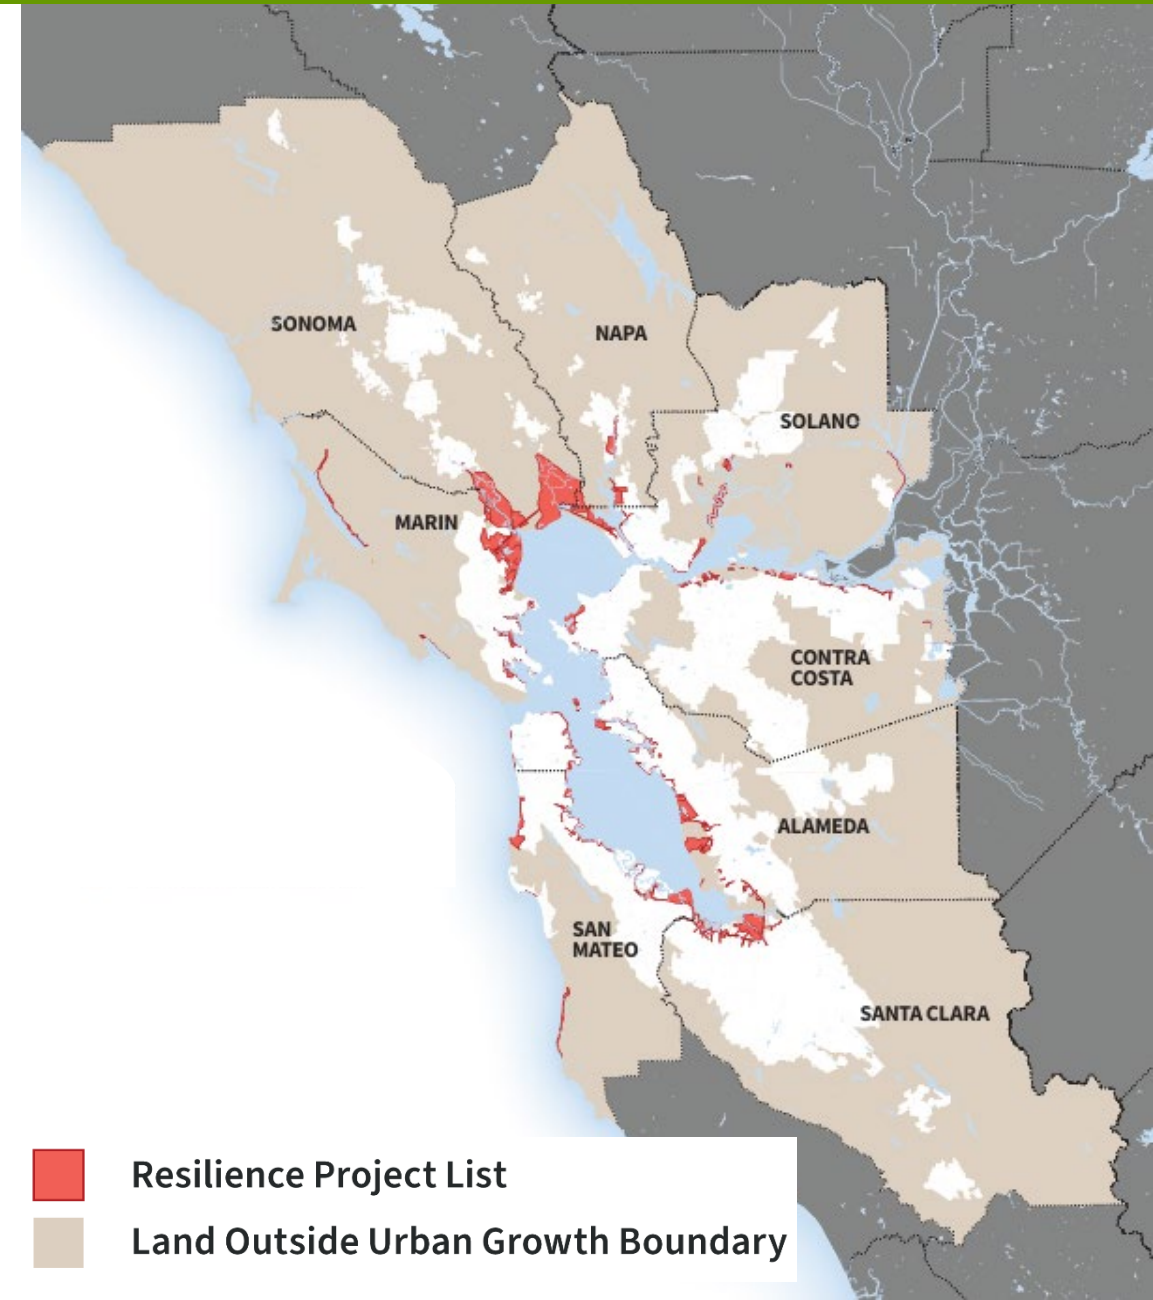 SONOMA
NAPA
SOLANO
MARIN
CONTRA
COSTA
ALAMEDA
SAN
MATEO
SANTA CLARA
Resilience Project List
Land Outside Urban Growth Boundary